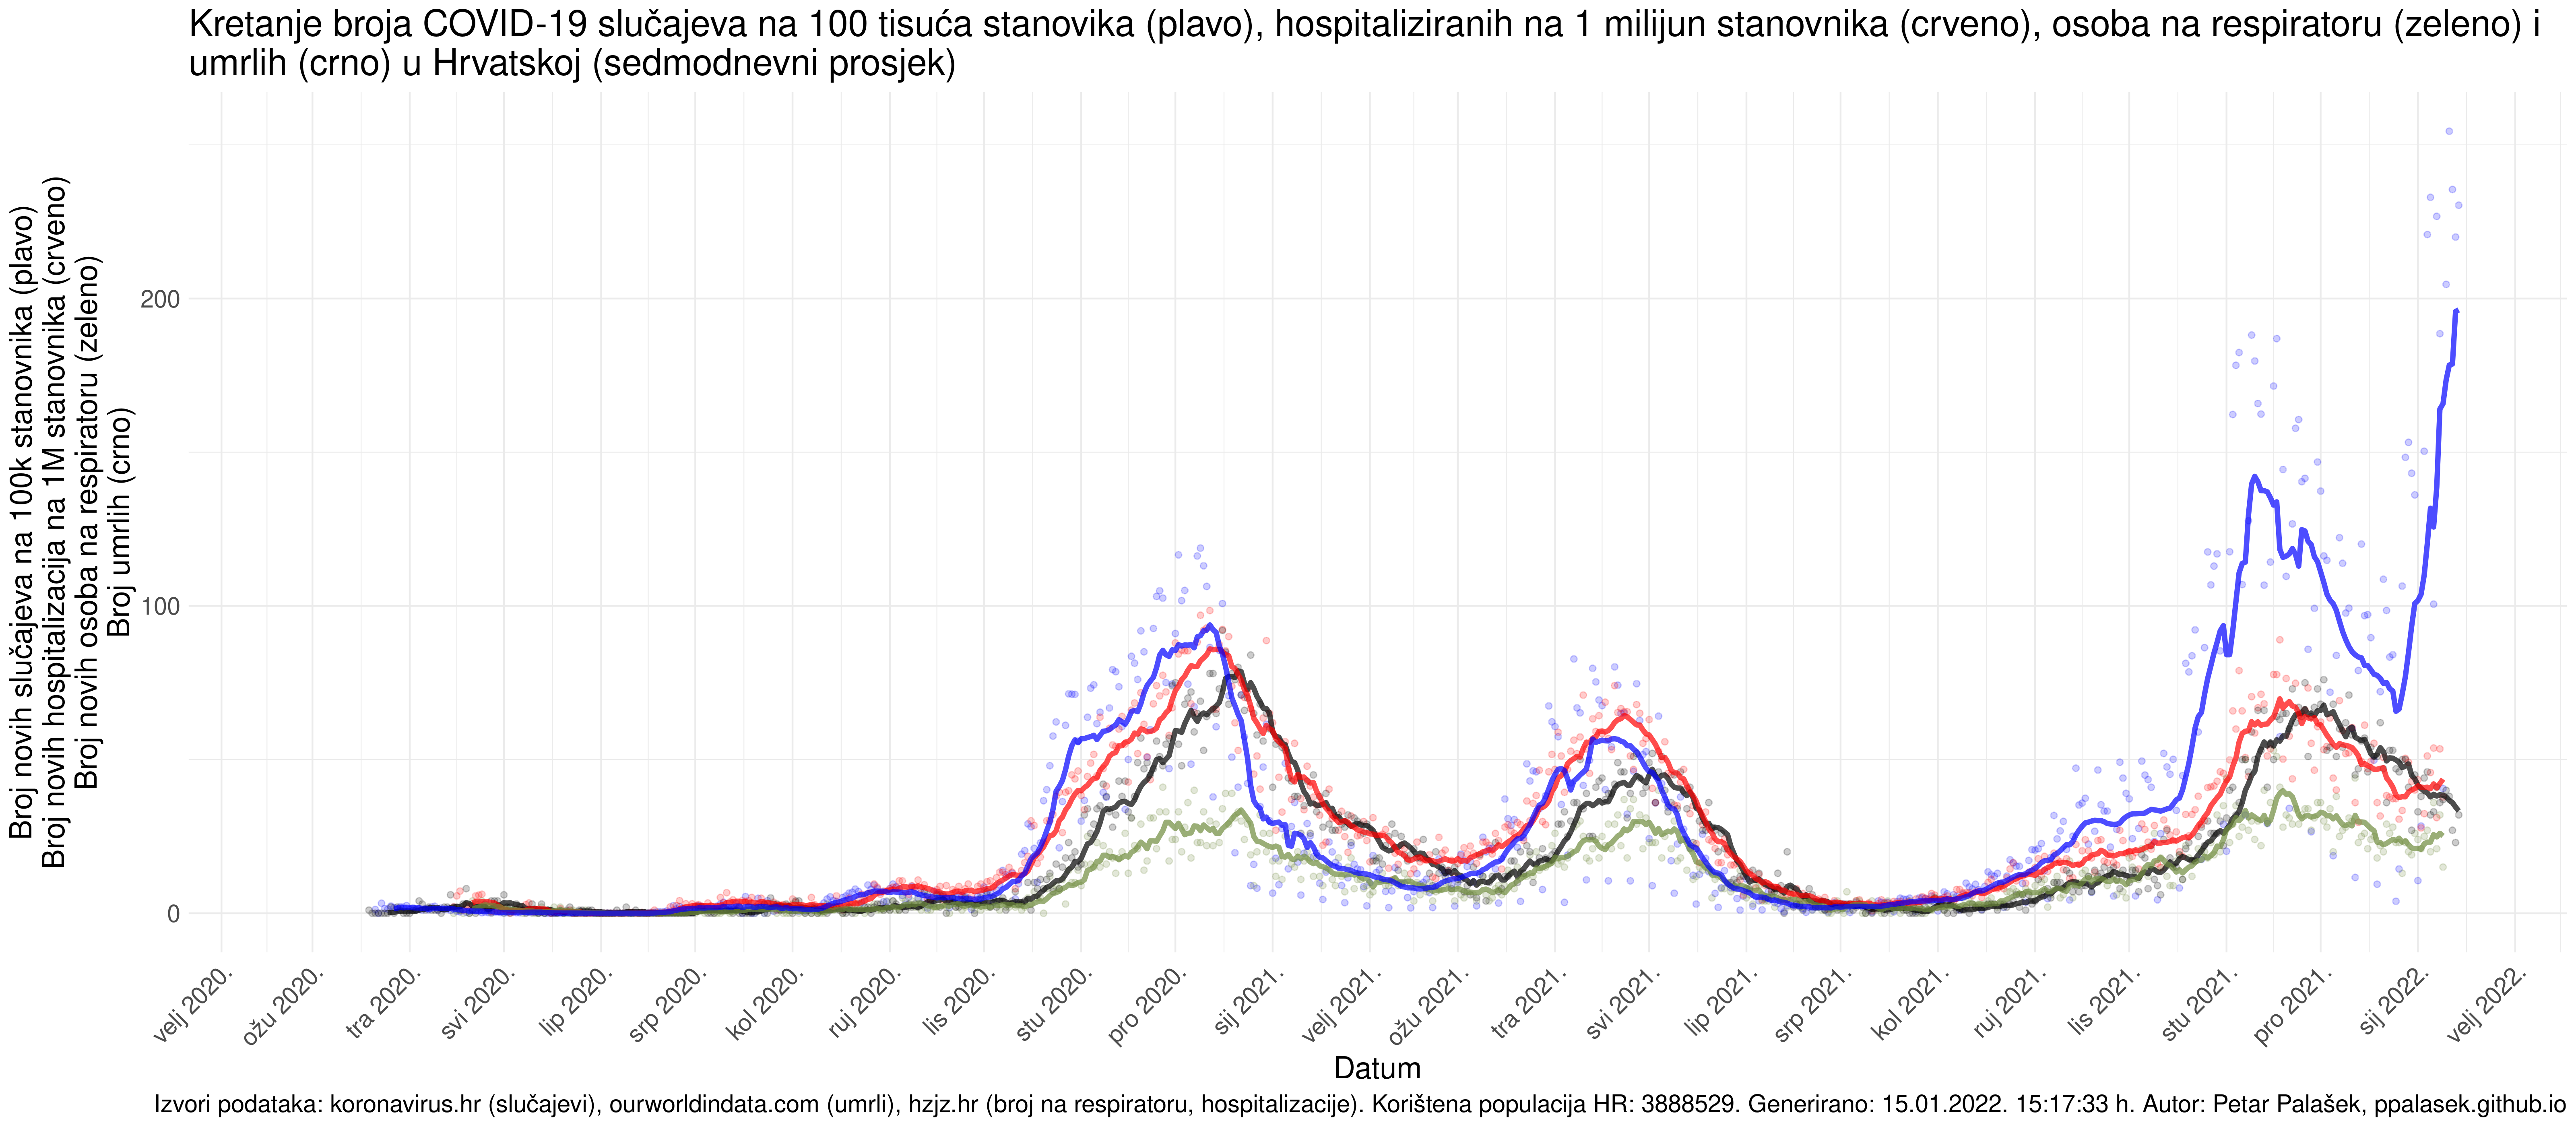 Kretanje broja COVID-19 slučajeva na 100 tisuća stanovika (plavo), hospitaliziranih na 1 milijun stanovnika (crveno), osoba na respiratoru (zeleno) i
umrlih (crno) u Hrvatskoj (sedmodnevni prosjek)
Broj novih slučajeva na 100k stanovnika (plavo)
Broj novih hospitalizacija na 1M stanovnika (crveno)
Broj novih osoba na respiratoru (zeleno)
Broj umrlih (crno)
200
100
0
velj 2020.
ožu 2020.
tra 2020.
svi 2020.
lip 2020.
srp 2020.
kol 2020.
ruj 2020.
lis 2020.
stu 2020.
pro 2020.
sij 2021.
velj 2021.
ožu 2021.
tra 2021.
svi 2021.
lip 2021.
srp 2021.
kol 2021.
ruj 2021.
lis 2021.
stu 2021.
pro 2021.
sij 2022.
velj 2022.
Datum
Izvori podataka: koronavirus.hr (slučajevi), ourworldindata.com (umrli), hzjz.hr (broj na respiratoru, hospitalizacije). Korištena populacija HR: 3888529. Generirano: 15.01.2022. 15:17:33 h. Autor: Petar Palašek, ppalasek.github.io